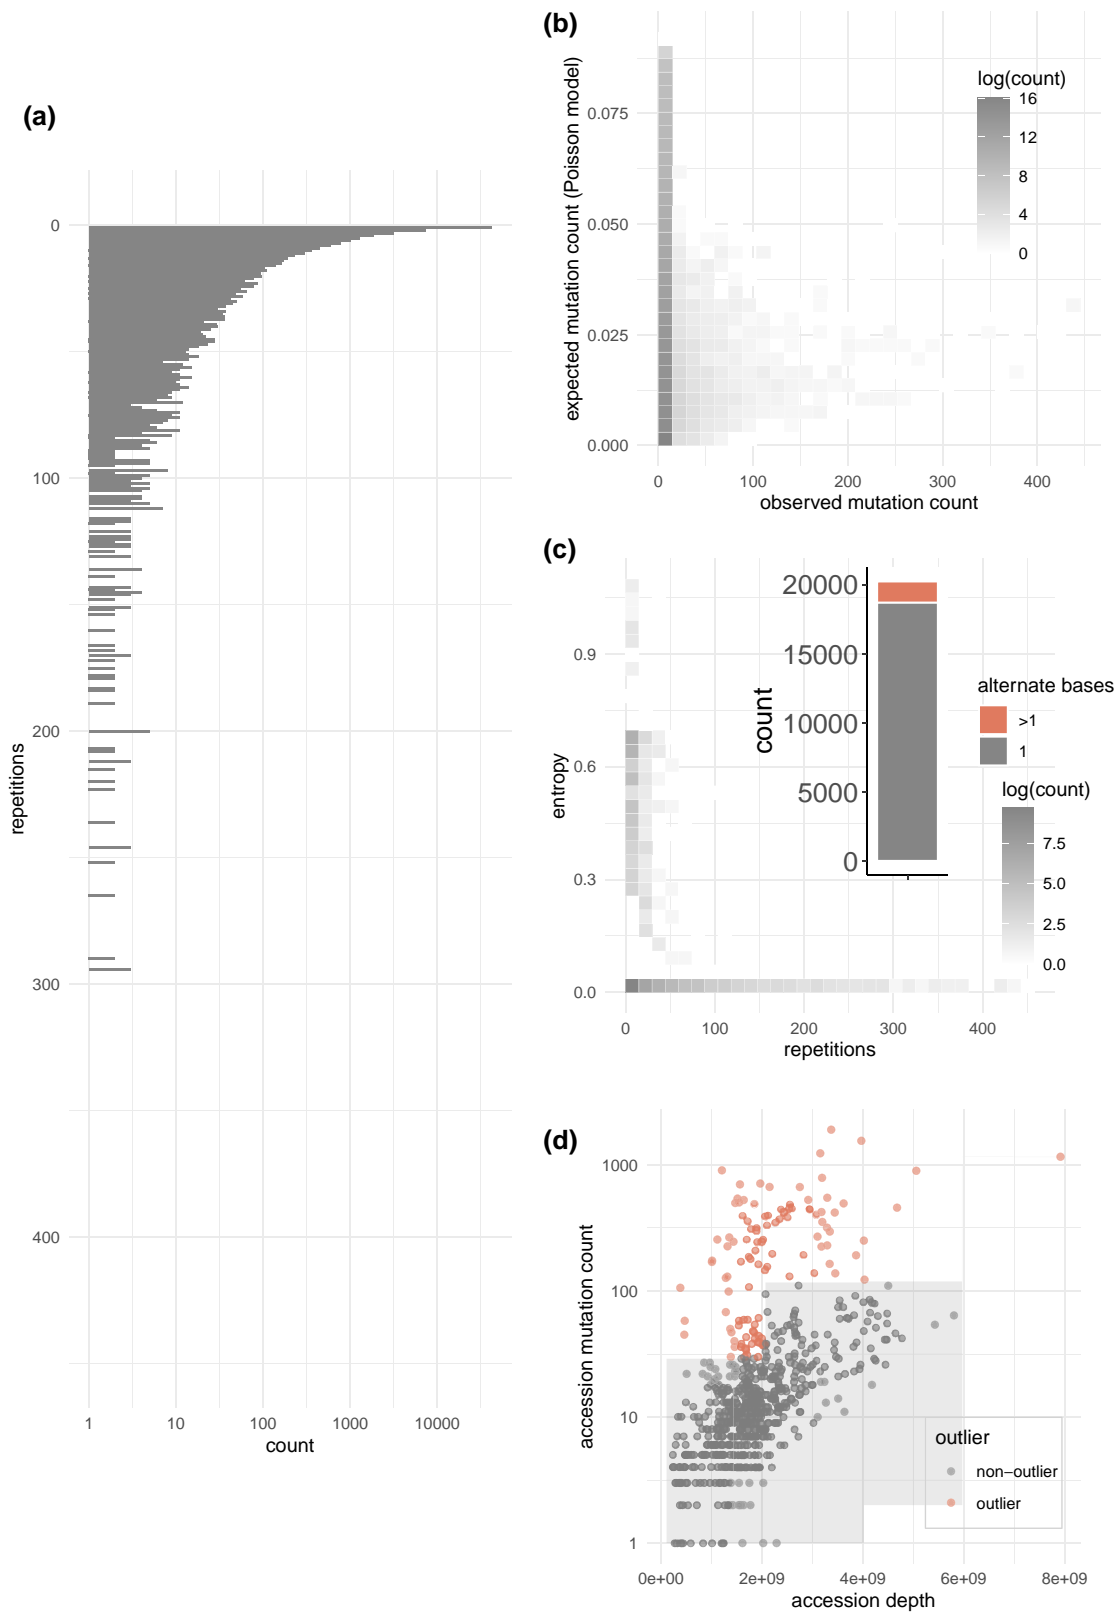 (a)
0
100
200
300
400
repetitions
1
10
100
1000
10000
count
(b)
expected mutation count (Poisson model)
0.075
0.050
0.025
0.000
0
100
200
300
400
observed mutation count
log(count)
16
12
8
4
0
(c)
entropy
0.9
0.6
0.3
0.0
0
100
200
300
400
repetitions
count
20000
15000
10000
5000
0
alternate bases
>1
1
log(count)
7.5
5.0
2.5
0.0
(d)
accession mutation count
1000
100
10
1
0e+00
2e+09
4e+09
6e+09
8e+09
accession depth
outlier
non−outlier
outlier